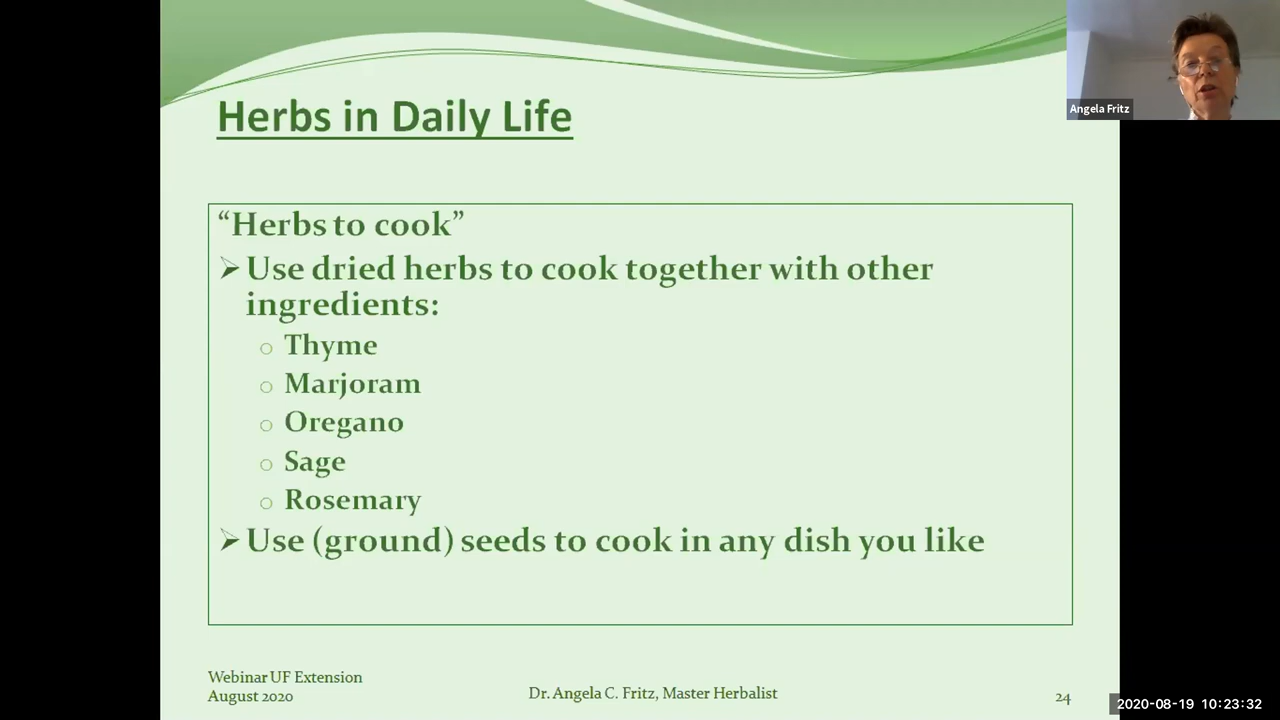 Angela Fritz
Herbs in Daily Life
“Herbs to cook”
Use dried herbs to cook together with other
ingredients:
Thyme
Marjoram
Oregano
Sage
Rosemary
Use (ground) seeds to cook in any dish you like
Webinar UF Extension
August 2020
Dr. Angela C. Fritz, Master Herbalist
24
2020-08-19 10:23:32